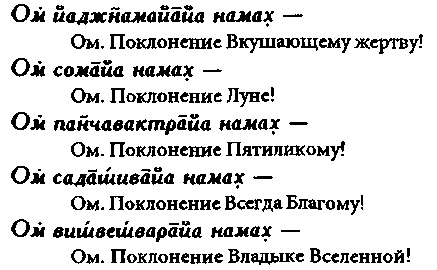 Ом̇ йаджн̃амайа̄йа намах̣ —
Ом. Поклонение Вкушающему жертву!
Ом̇ сома̄йа намах̣ —
Ом. Поклонение Луне!
Ом̇ пан̃чавактра̄йа намах̣ —
Ом. Поклонение Пятиликому!
Ом̇ сада̄ш́ива̄йа намах̣ —
Ом. Поклонение Всегда Благому!
Ом̇ виш́веш́вара̄йа намах̣ —
Ом. Поклонение Владыке Вселенной!